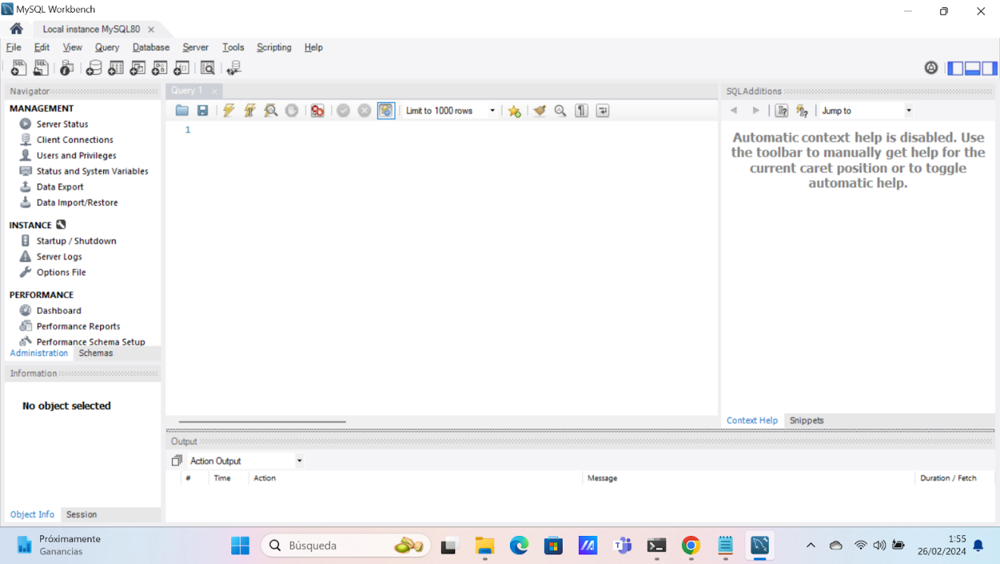 MySQL Workbench
Local instance MySQL80
File Edit View Query Database Server Tools Scripting Help
Navigator
MANAGEMENT
Server Status
Client Connections
Users and Privileges
Status and System Variables
Data Export
Data Import/Restore
INSTANCE
Startup / Shutdown
Server Logs
Options File
PERFORMANCE
Dashboard
Performance Reports
Performance Schema Setup
Administration Schemas
Information
No object selected
Object Info Session
Query 1
Limit to 1000 rows
1
SQLAdditions
Jump to
Automatic context help is disabled. Use
the toolbar to manually get help for the
current caret position or to toggle
automatic help.
Context Help Snippets
Output
Action Output
# Time Action Message Duration / Fetch
Próximamente
Ganancias
Búsqueda
1:55
26/02/2024